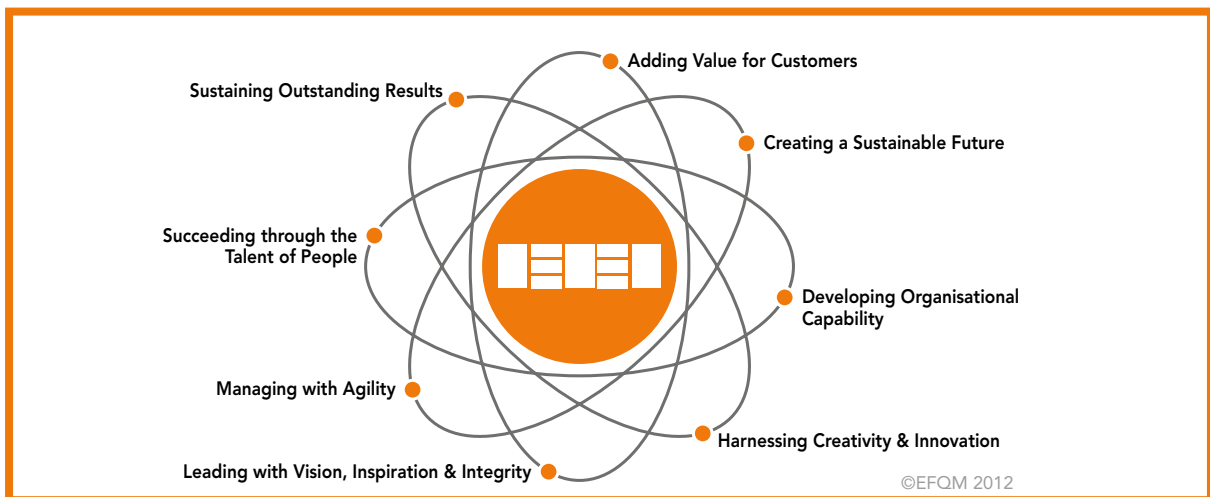 Adding Value for Customers
Sustaining Outstanding Results
Creating a Sustainable Future
Succeeding through the
Talent of People
Developing Organisational
Capability
Managing with Agility
Harnessing Creativity & Innovation
Leading with Vision, Inspiration & Integrity
©EFQM 2012